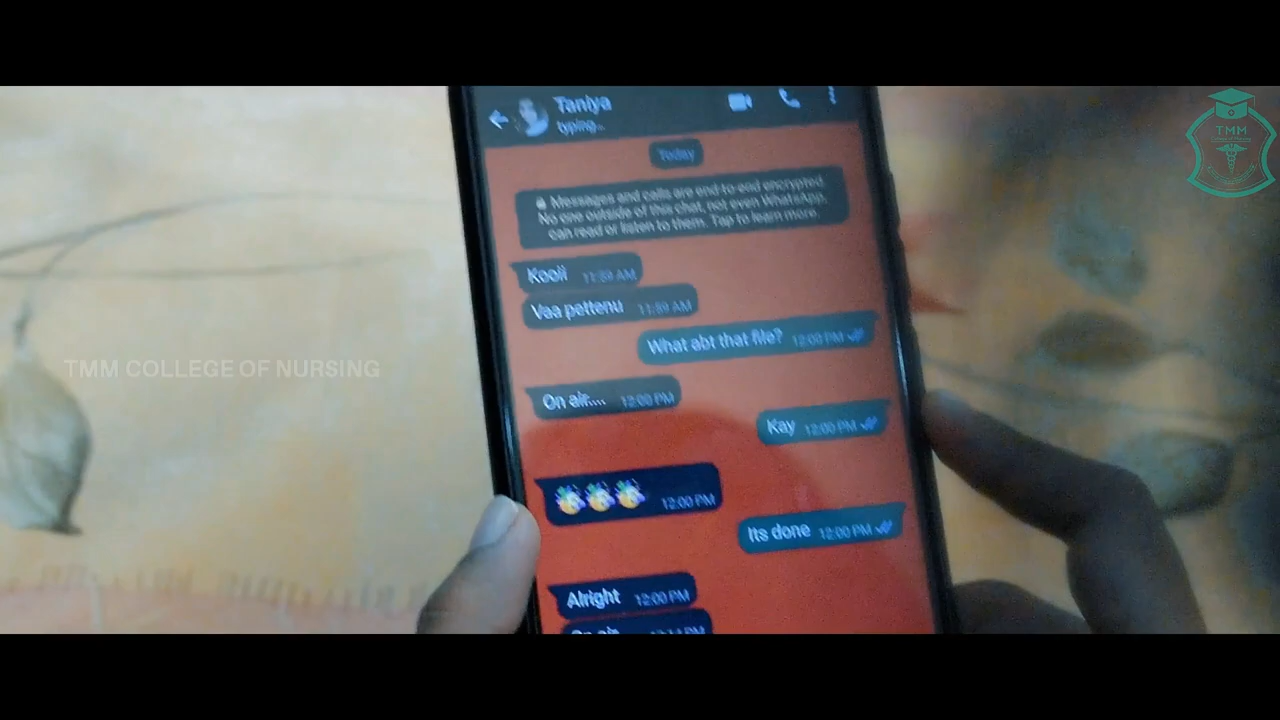 Taniya
typing...
Today
Messages and calls are end-to-end encrypted.
No one outside of this chat, not even WhatsApp,
can read or listen to them. Tap to learn more.
Kooii 11:59 AM
Vaa pettenu 11:59 AM
What abt that file? 12:00 PM
On air.... 12:00 PM
Kay 12:00 PM
12:00 PM
Its done 12:00 PM
Alright 12:00 PM
TMM COLLEGE OF NURSING
TMM